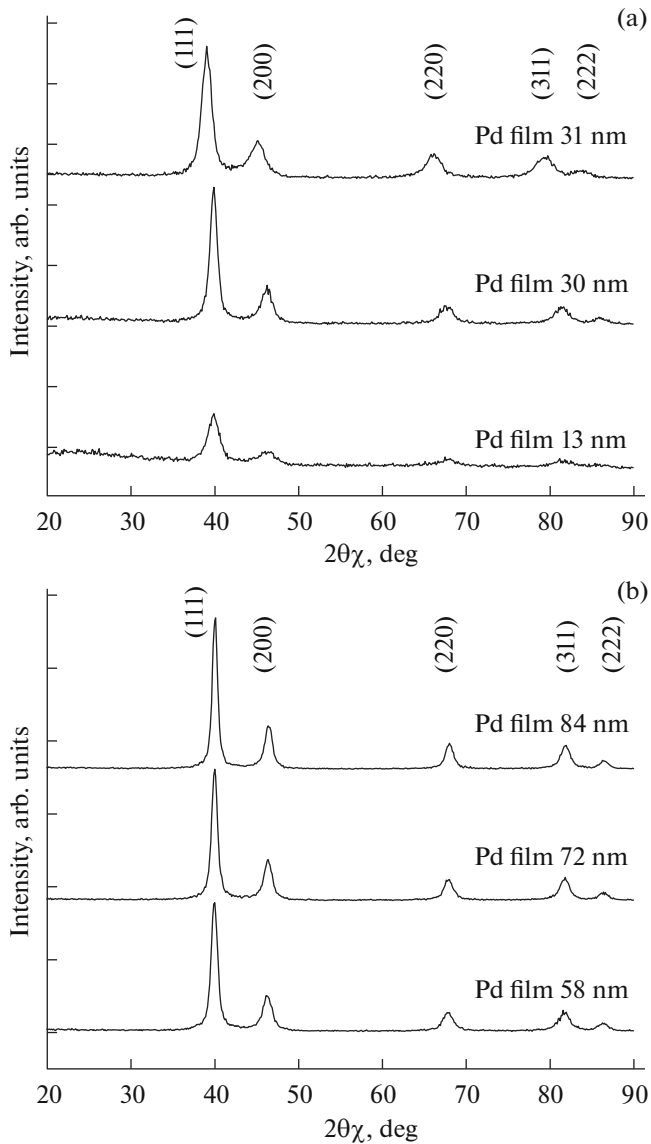 (a)
(111)
(200)
(220)
(311)
(222)
Pd film 31 nm
Pd film 30 nm
Pd film 13 nm
Intensity, arb. units
20 30 40 50 60 70 80 90
2θχ, deg
(b)
(111)
(200)
(220)
(311)
(222)
Pd film 84 nm
Pd film 72 nm
Pd film 58 nm
Intensity, arb. units
20 30 40 50 60 70 80 90
2θχ, deg